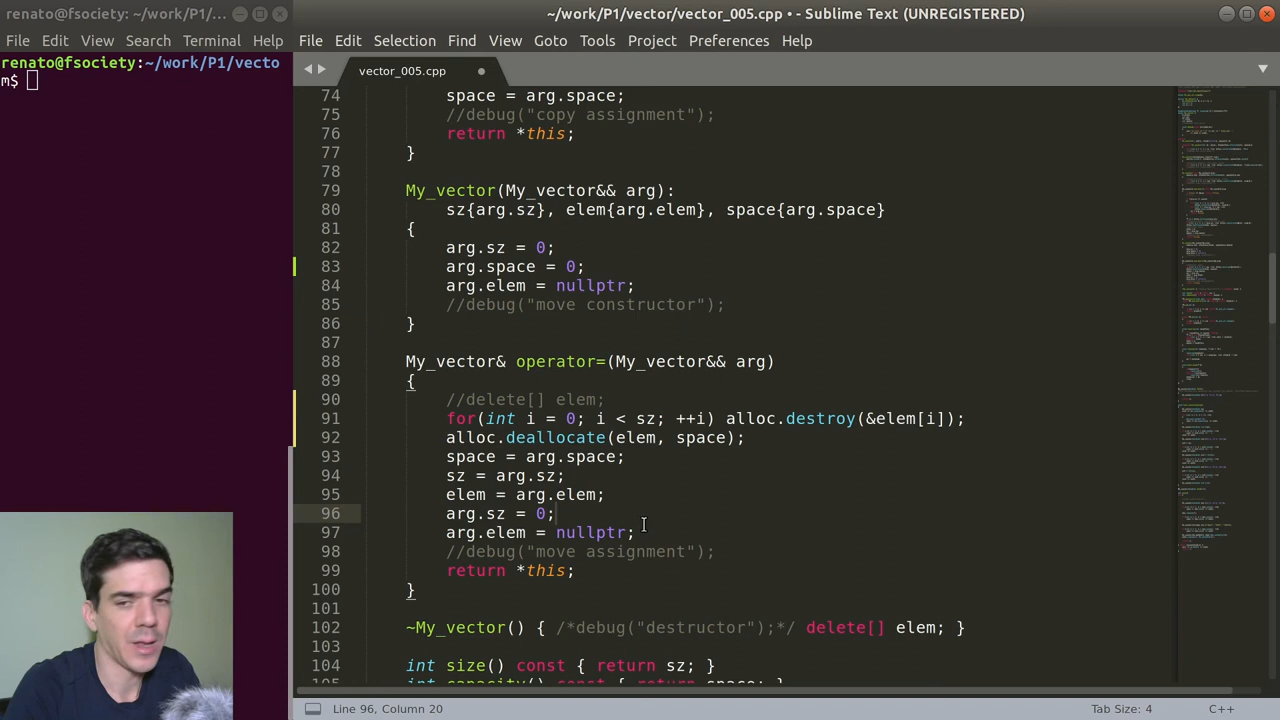 renato@fsociety: ~/work/P1/...
File Edit View Search Terminal Help
renato@fsociety:~/work/P1/vecto
m$
~/work/P1/vector/vector_005.cpp • - Sublime Text (UNREGISTERED)
File Edit Selection Find View Goto Tools Project Preferences Help
vector_005.cpp
74 space = arg.space;
75 //debug("copy assignment");
76 return *this;
77 }
78
79 My_vector(My_vector&& arg):
80 sz{arg.sz}, elem{arg.elem}, space{arg.space}
81 {
82 arg.sz = 0;
83 arg.space = 0;
84 arg.elem = nullptr;
85 //debug("move constructor");
86 }
87
88 My_vector& operator=(My_vector&& arg)
89 {
90 //delete[] elem;
91 for(int i = 0; i < sz; ++i) alloc.destroy(&elem[i]);
92 alloc.deallocate(elem, space);
93 space = arg.space;
94 sz = arg.sz;
95 elem = arg.elem;
96 arg.sz = 0;
97 arg.elem = nullptr;
98 //debug("move assignment");
99 return *this;
100 }
101
102 ~My_vector() { /*debug("destructor");*/ delete[] elem; }
103
104 int size() const { return sz; }
105 int capacity() const { return space; }
Line 96, Column 20
Tab Size: 4
C++